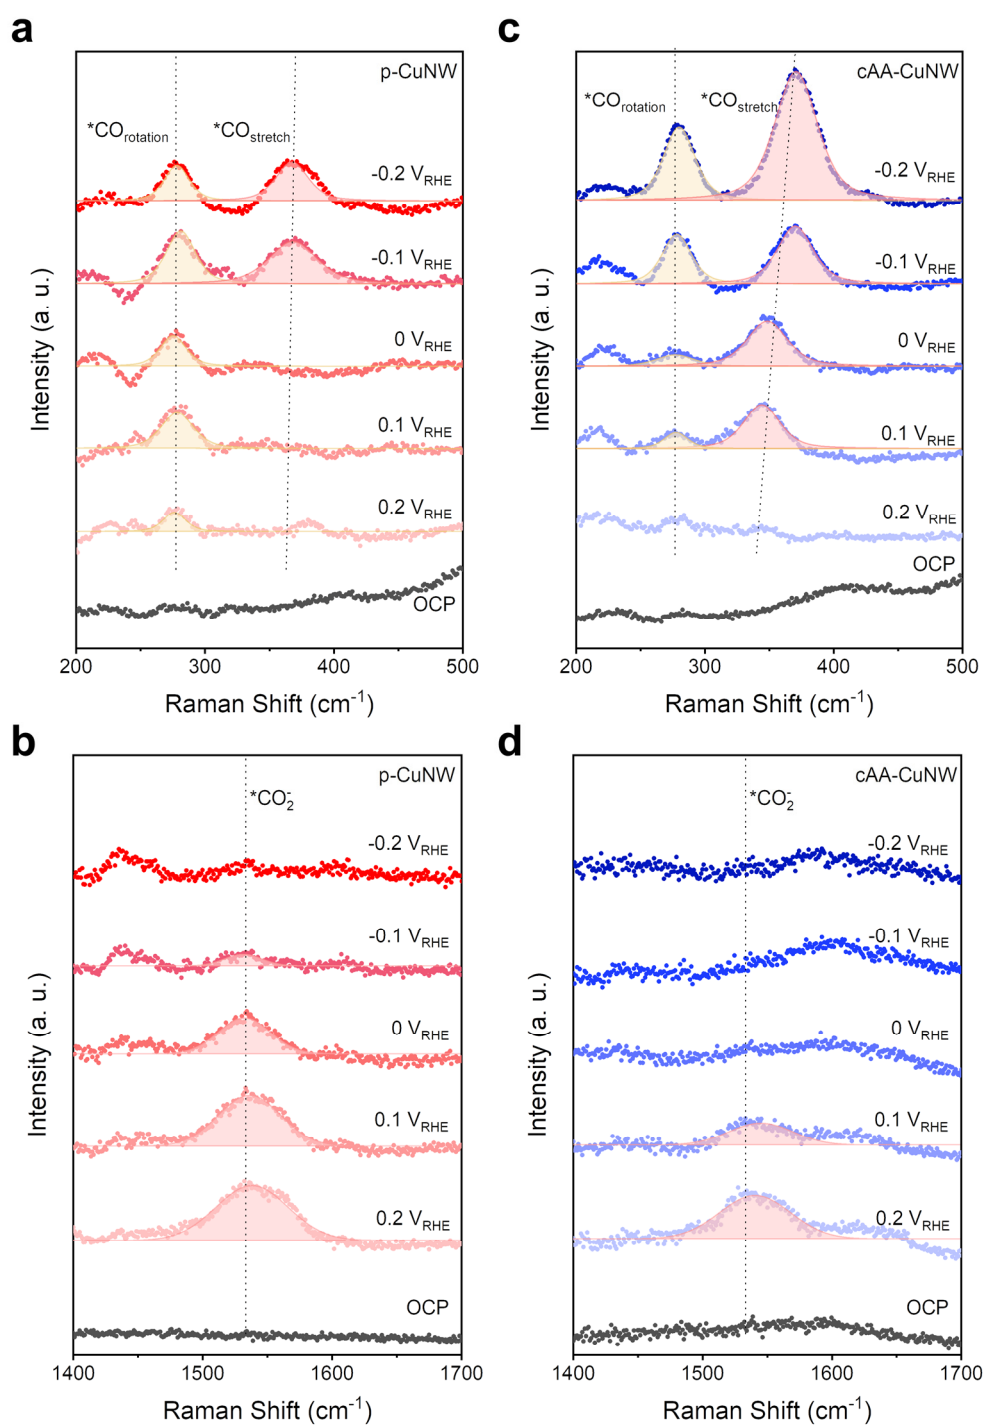 a
p-CuNW
*CO_rotation
*CO_stretch
-0.2 V_RHE
-0.1 V_RHE
0 V_RHE
0.1 V_RHE
0.2 V_RHE
OCP
Intensity (a. u.)
200 300 400 500
Raman Shift (cm⁻¹)
c
cAA-CuNW
*CO_rotation
*CO_stretch
-0.2 V_RHE
-0.1 V_RHE
0 V_RHE
0.1 V_RHE
0.2 V_RHE
OCP
Intensity (a. u.)
200 300 400 500
Raman Shift (cm⁻¹)
b
p-CuNW
*CO₂⁻
-0.2 V_RHE
-0.1 V_RHE
0 V_RHE
0.1 V_RHE
0.2 V_RHE
OCP
Intensity (a. u.)
1400 1500 1600 1700
Raman Shift (cm⁻¹)
d
cAA-CuNW
*CO₂⁻
-0.2 V_RHE
-0.1 V_RHE
0 V_RHE
0.1 V_RHE
0.2 V_RHE
OCP
Intensity (a. u.)
1400 1500 1600 1700
Raman Shift (cm⁻¹)